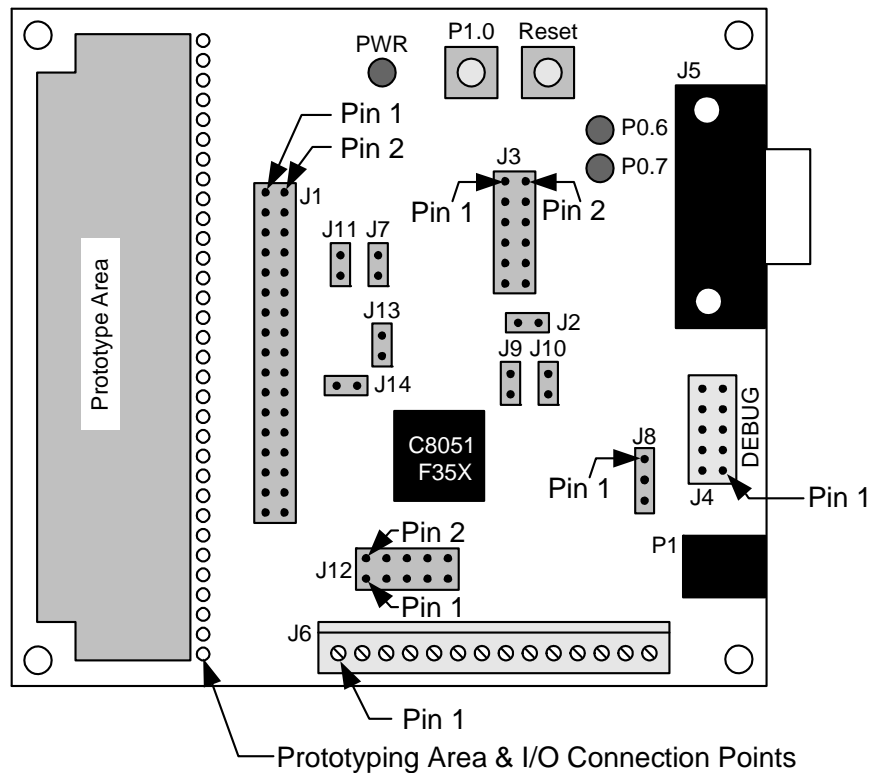 P1.0
Reset
PWR
J5
Pin 1
P0.6
Pin 2
J3
P0.7
J1
Pin 1
Pin 2
J11
J7
Prototype Area
J13
J2
J9
J10
J14
DEBUG
C8051
F35X
J8
Pin 1
J4
Pin 1
Pin 2
P1
J12
Pin 1
J6
Pin 1
Prototyping Area & I/O Connection Points